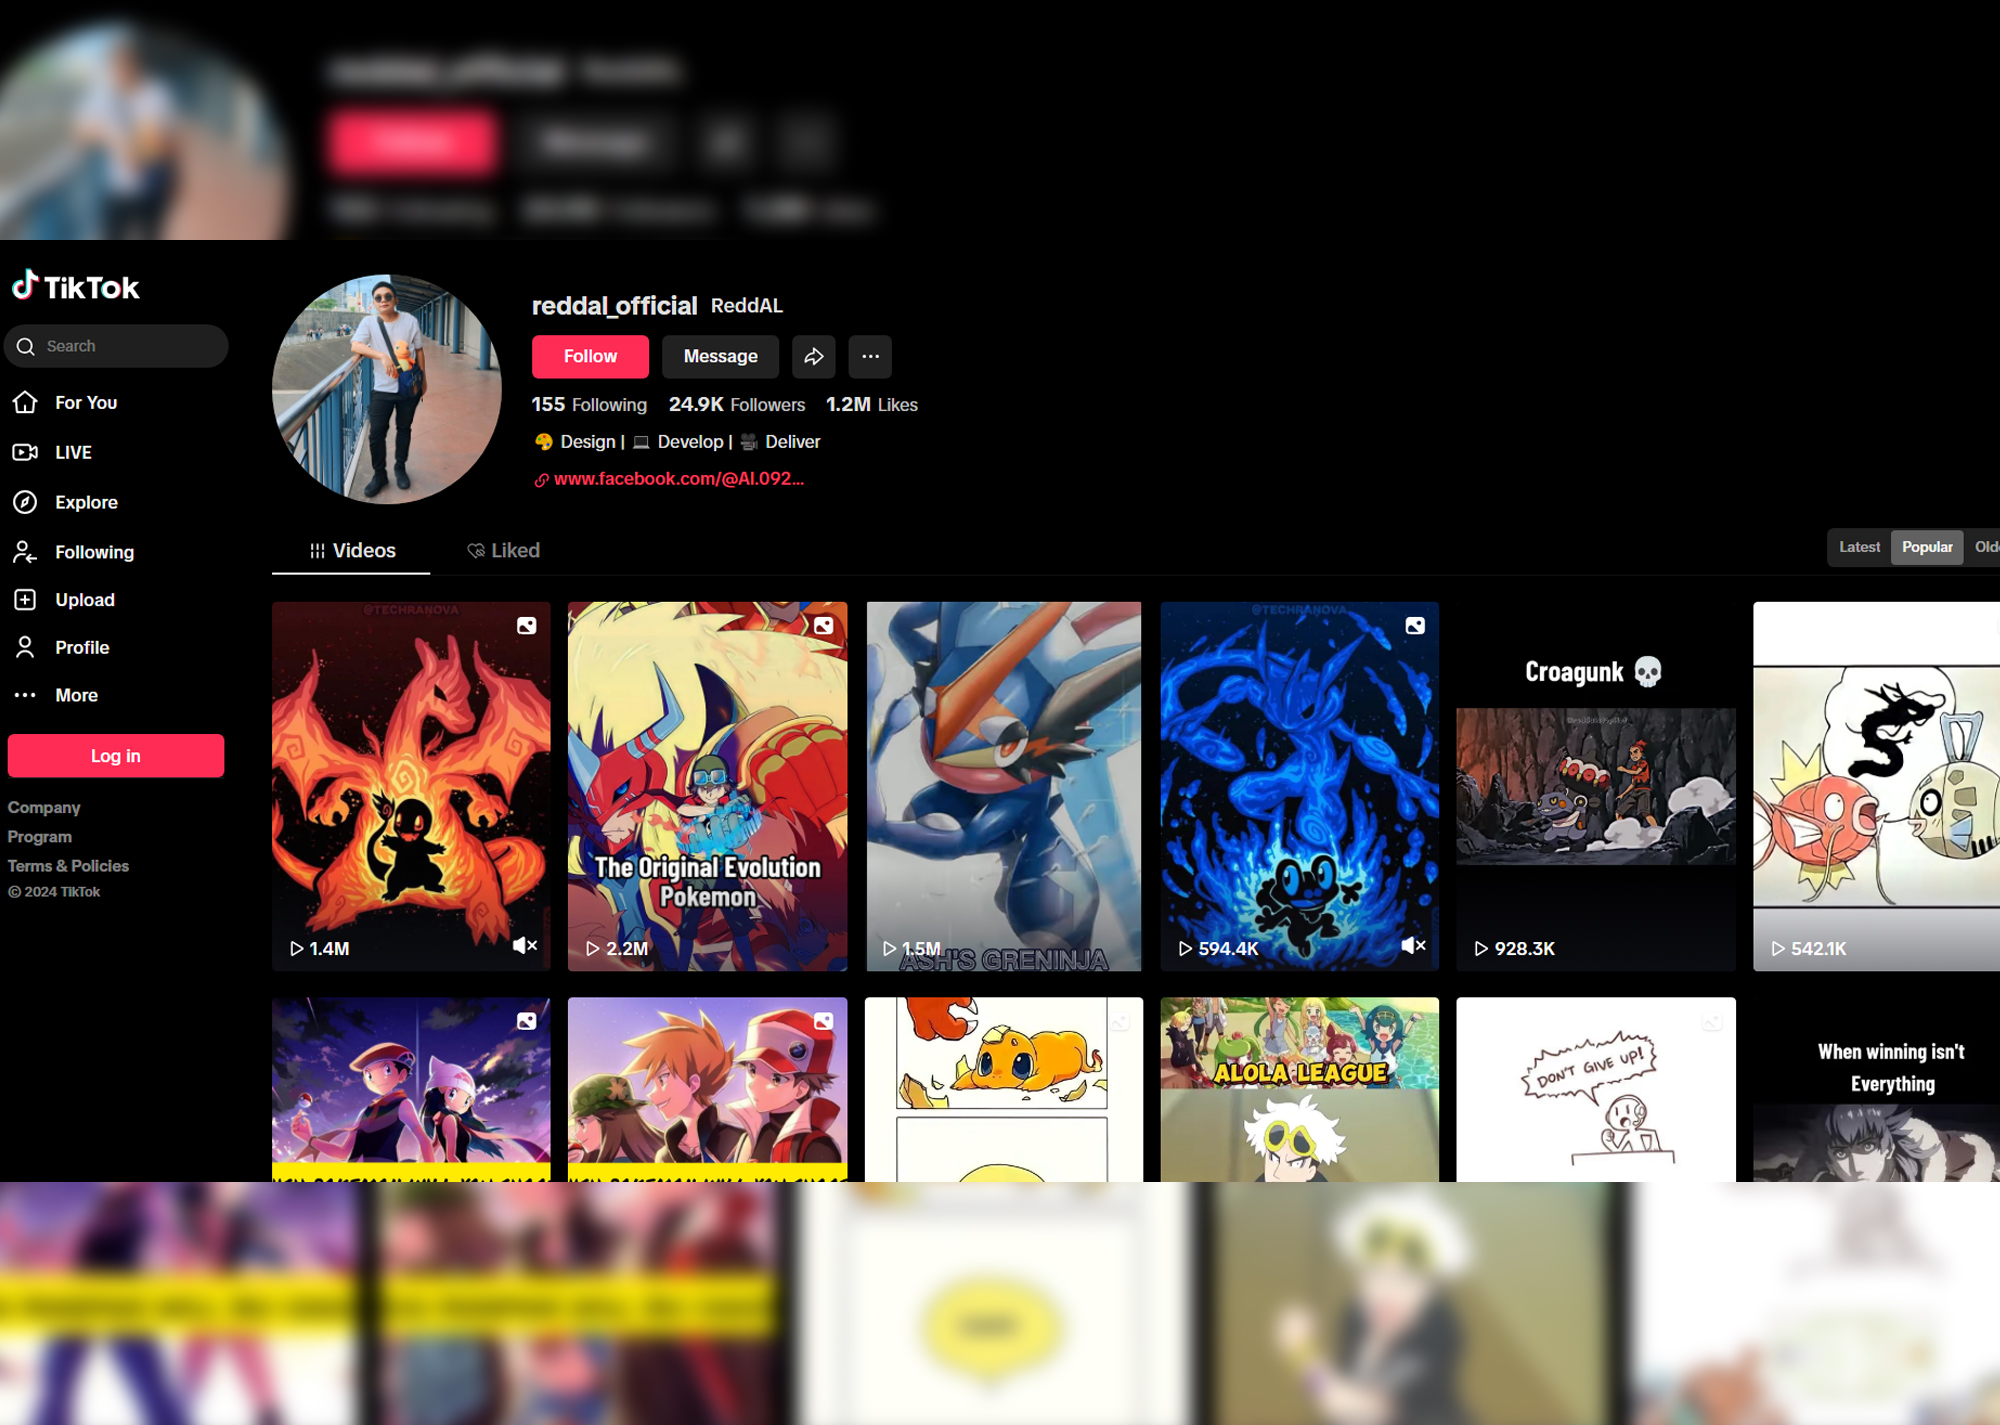 TikTok
Search
For You
LIVE
Explore
Following
Upload
Profile
More
Log in
Company
Program
Terms & Policies
© 2024 TikTok
reddal_official ReddAL
Follow Message
155 Following 24.9K Followers 1.2M Likes
Design | Develop | Deliver
www.facebook.com/@Al.092...
Videos Liked
Latest Popular
@TECHRANOVA
1.4M
The Original Evolution
Pokemon
2.2M
1.5M
ASH'S GRENINJA
@TECHRANOVA
594.4K
Croagunk
928.3K
542.1K
ALOLA LEAGUE
DON'T GIVE UP!
When winning isn't
Everything